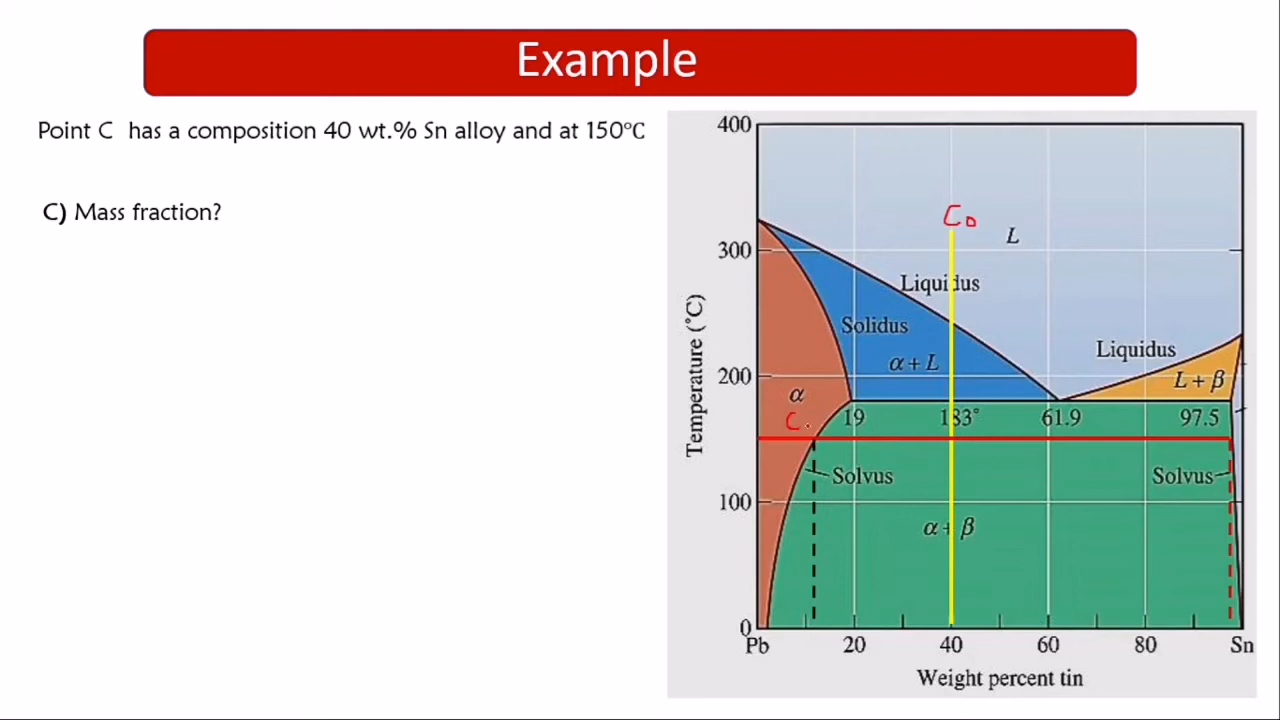 Example
Point C has a composition 40 wt.% Sn alloy and at 150°C
C) Mass fraction?
400
300
200
100
0
Temperature (°C)
C₀
L
Liquidus
Solidus
α + L
Liquidus
L + β
α
C
19
183°
61.9
97.5
Solvus
Solvus
α + β
Pb
20
40
60
80
Sn
Weight percent tin